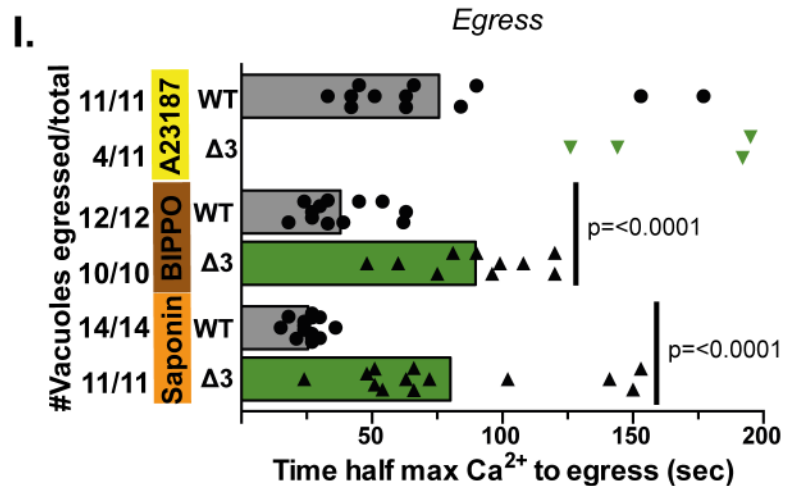 I.
Egress
#Vacuoles egressed/total
A23187
BIPPO
Saponin
11/11 WT
4/11 Δ3
12/12 WT
10/10 Δ3
14/14 WT
11/11 Δ3
p=<0.0001
p=<0.0001
50 100 150 200
Time half max Ca²⁺ to egress (sec)